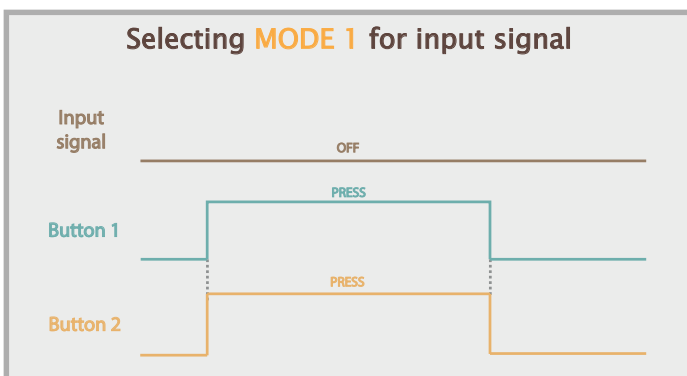 Selecting MODE 1 for input signal
Input
signal
OFF
PRESS
Button 1
PRESS
Button 2